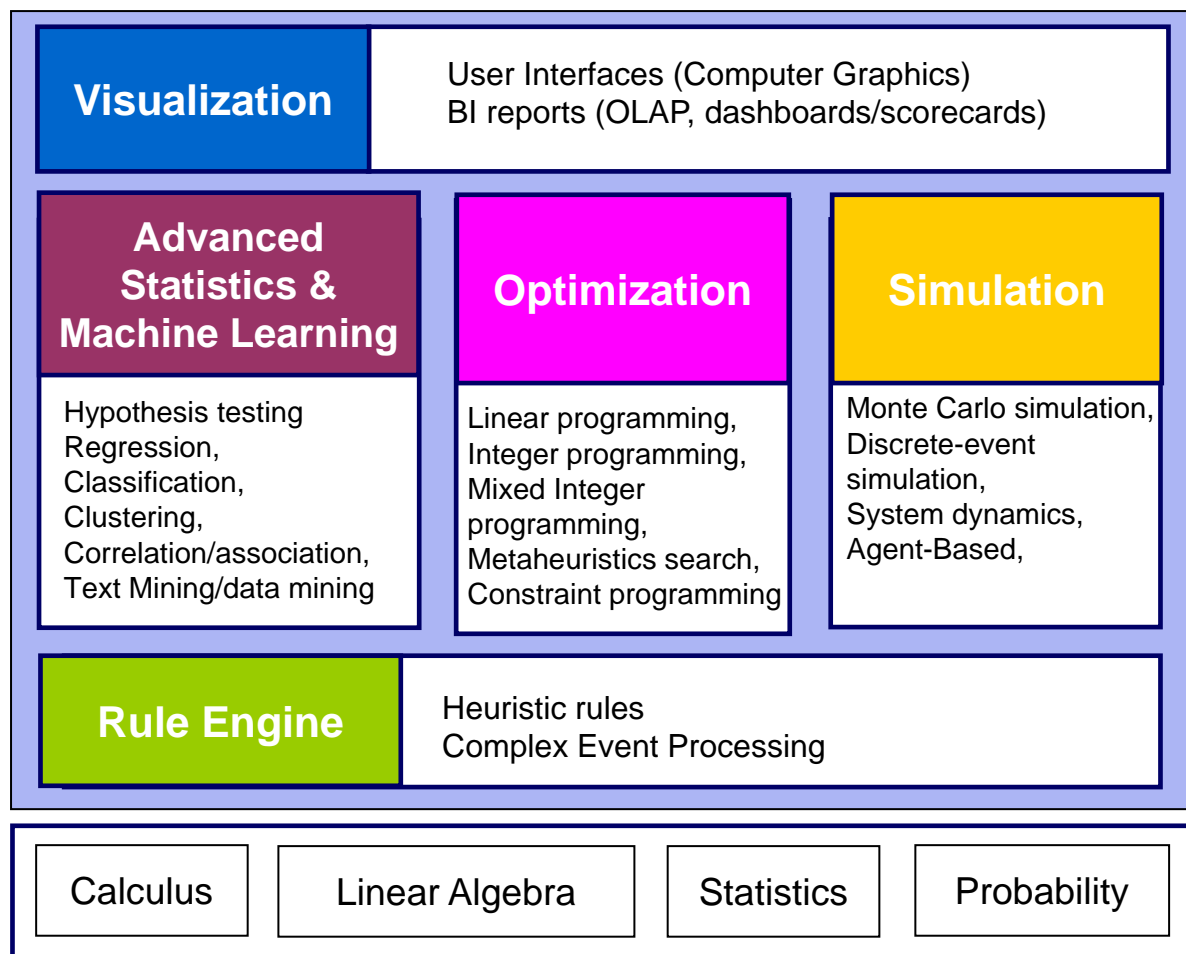 Visualization
User Interfaces (Computer Graphics)
BI reports (OLAP, dashboards/scorecards)
Advanced
Statistics &
Machine Learning
Hypothesis testing
Regression,
Classification,
Clustering,
Correlation/association,
Text Mining/data mining
Optimization
Linear programming,
Integer programming,
Mixed Integer
programming,
Metaheuristics search,
Constraint programming
Simulation
Monte Carlo simulation,
Discrete-event
simulation,
System dynamics,
Agent-Based,
Rule Engine
Heuristic rules
Complex Event Processing
Calculus
Linear Algebra
Statistics
Probability